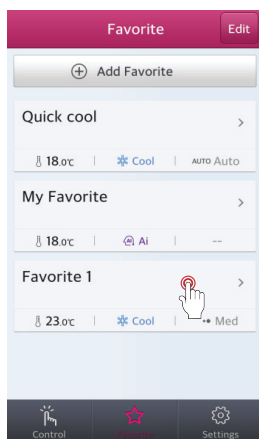 Favorite Edit
Add Favorite
Quick cool
18.0℃ Cool AUTO Auto
My Favorite
18.0℃ Ai --
Favorite 1
23.0℃ Cool Med
Control Favorite Settings